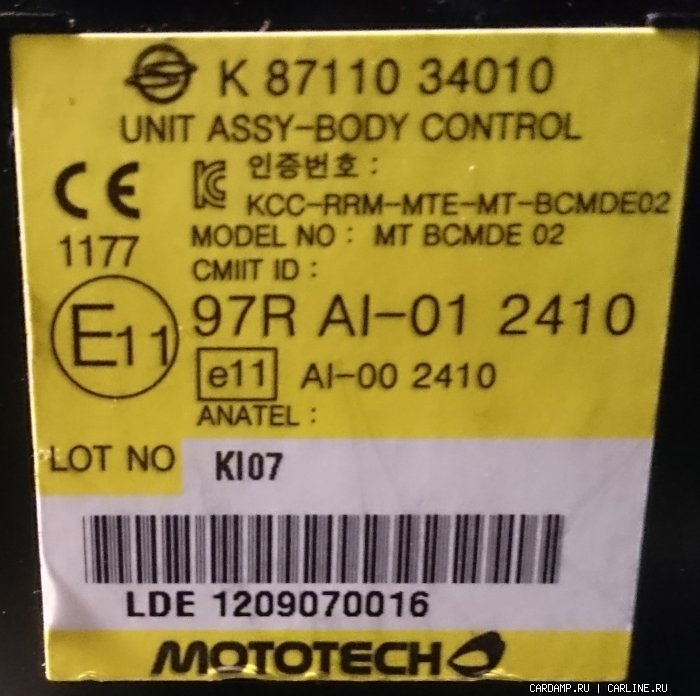 K 87110 34010
UNIT ASSY-BODY CONTROL
인증번호 :
KCC-RRM-MTE-MT-BCMDE02
CE
1177
MODEL NO : MT BCMDE 02
CMIIT ID :
E11
97R AI-01 2410
e11 AI-00 2410
ANATEL :
LOT NO KI07
LDE 1209070016
MOTOTECH
CARDAMP.RU | CARLINE.RU